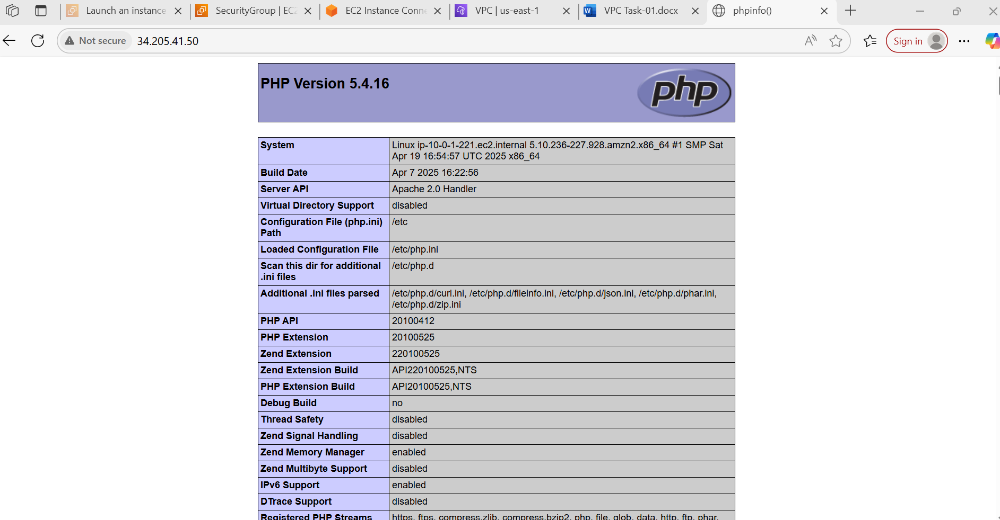 Launch an instance
SecurityGroup | EC2
EC2 Instance Conne
VPC | us-east-1
VPC Task-01.docx
phpinfo()
Not secure
34.205.41.50
Sign in
PHP Version 5.4.16
php
System
Linux ip-10-0-1-221.ec2.internal 5.10.236-227.928.amzn2.x86_64 #1 SMP Sat
Apr 19 16:54:57 UTC 2025 x86_64
Build Date
Apr 7 2025 16:22:56
Server API
Apache 2.0 Handler
Virtual Directory Support
disabled
Configuration File (php.ini)
Path
/etc
Loaded Configuration File
/etc/php.ini
Scan this dir for additional
.ini files
/etc/php.d
Additional .ini files parsed
/etc/php.d/curl.ini, /etc/php.d/fileinfo.ini, /etc/php.d/json.ini, /etc/php.d/phar.ini,
/etc/php.d/zip.ini
PHP API
20100412
PHP Extension
20100525
Zend Extension
220100525
Zend Extension Build
API220100525,NTS
PHP Extension Build
API20100525,NTS
Debug Build
no
Thread Safety
disabled
Zend Signal Handling
disabled
Zend Memory Manager
enabled
Zend Multibyte Support
disabled
IPv6 Support
enabled
DTrace Support
disabled
Registered PHP Streams
https, ftps, compress.zlib, compress.bzip2, php, file, glob, data, http, ftp, phar,